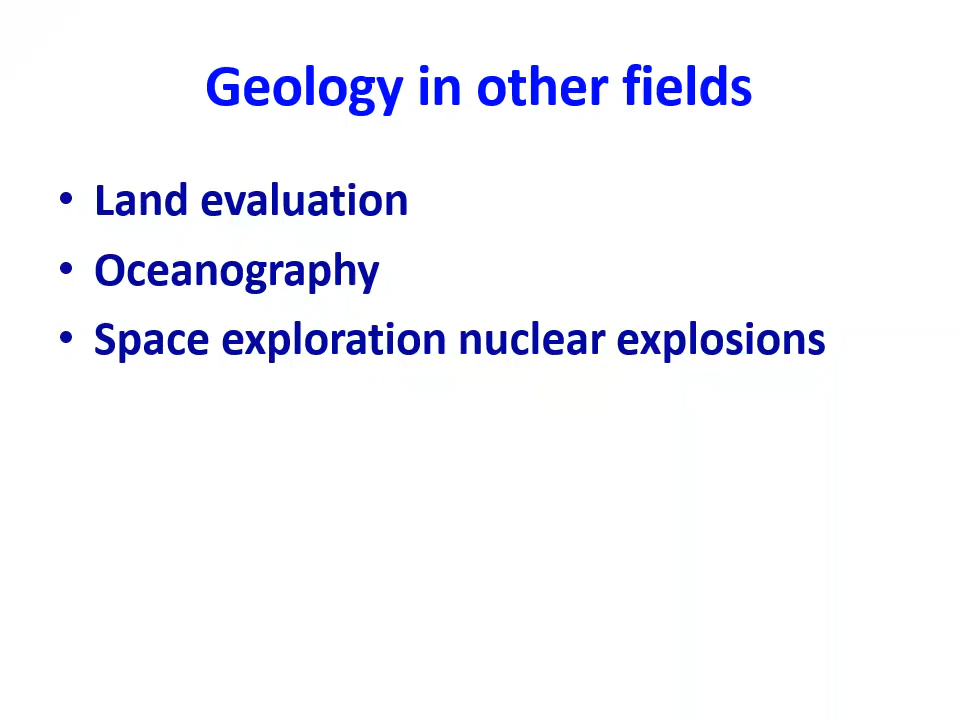 Geology in other fields
• Land evaluation
• Oceanography
• Space exploration nuclear explosions